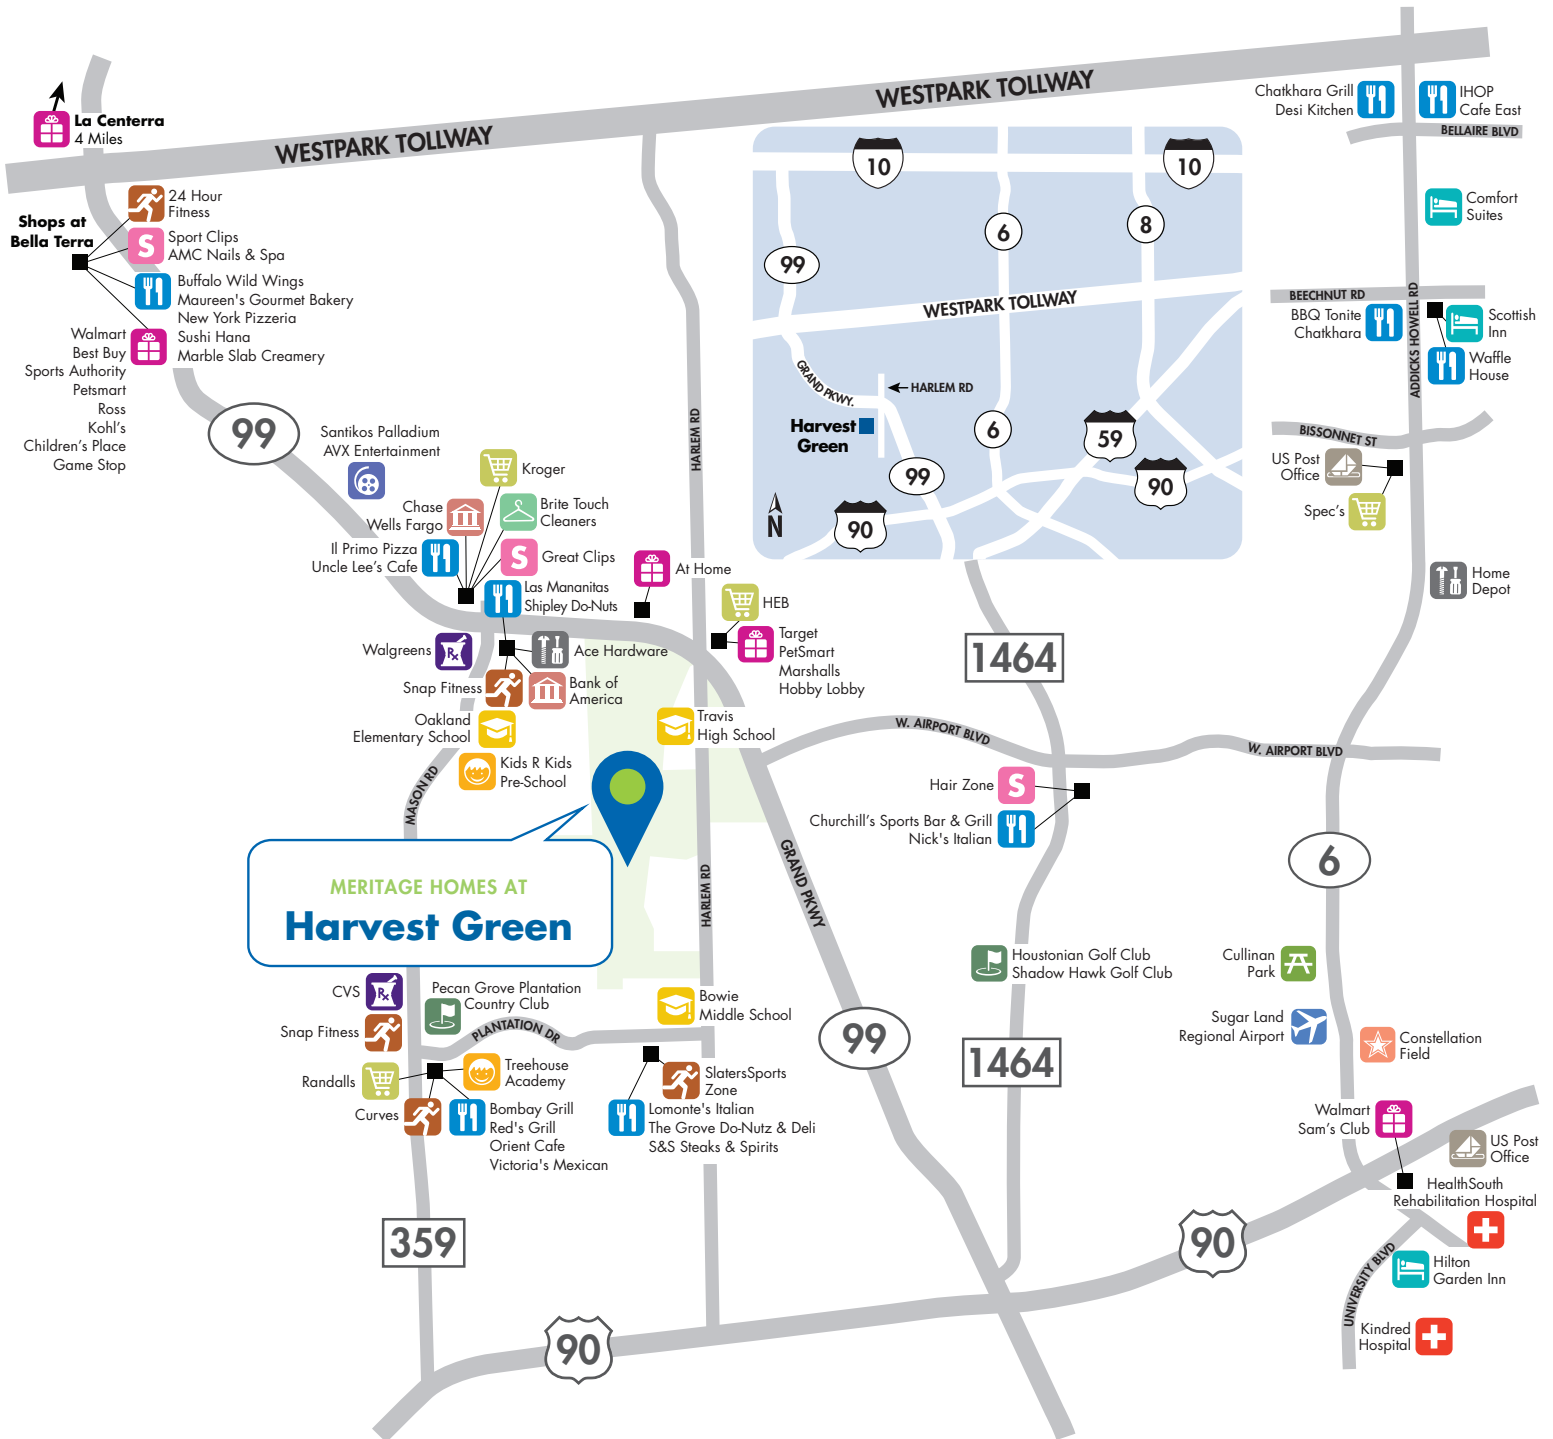 WESTPARK TOLLWAY
WESTPARK TOLLWAY
La Centerra
4 Miles
Shops at
Bella Terra
24 Hour
Fitness
Sport Clips
AMC Nails & Spa
Buffalo Wild Wings
Maureen's Gourmet Bakery
New York Pizzeria
Sushi Hana
Marble Slab Creamery
Walmart
Best Buy
Sports Authority
Petsmart
Ross
Kohl's
Children's Place
Game Stop
S
99
Santikos Palladium
AVX Entertainment
Kroger
Chase
Wells Fargo
Brite Touch
Cleaners
Il Primo Pizza
Uncle Lee's Cafe
S
Great Clips
Las Mananitas
Shipley Do-Nuts
At Home
HARLEM RD
HEB
Target
PetSmart
Marshalls
Hobby Lobby
Walgreens
Rx
Ace Hardware
Snap Fitness
Bank of
America
Oakland
Elementary School
Kids R Kids
Pre-School
Travis
High School
MASON RD
MERITAGE HOMES AT
Harvest Green
HARLEM RD
GRAND PKWY
CVS
Rx
Pecan Grove Plantation
Country Club
Snap Fitness
PLANTATION DR
Bowie
Middle School
Randalls
Treehouse
Academy
Curves
Bombay Grill
Red's Grill
Orient Cafe
Victoria's Mexican
SlatersSports
Zone
Lomonte's Italian
The Grove Do-Nutz & Deli
S&S Steaks & Spirits
99
359
90
10
10
6
8
99
WESTPARK TOLLWAY
GRAND PKWY.
HARLEM RD
Harvest
Green
6
59
99
90
90
N
1464
W. AIRPORT BLVD
W. AIRPORT BLVD
Hair Zone
S
Churchill's Sports Bar & Grill
Nick's Italian
Houstonian Golf Club
Shadow Hawk Golf Club
1464
90
Chatkhara Grill
Desi Kitchen
IHOP
Cafe East
BELLAIRE BLVD
Comfort
Suites
BEECHNUT RD
ADDICKS HOWELL RD
BBQ Tonite
Chatkhara
Scottish
Inn
Waffle
House
BISSONNET ST
US Post
Office
Spec's
Home
Depot
6
Cullinan
Park
Sugar Land
Regional Airport
Constellation
Field
Walmart
Sam's Club
US Post
Office
HealthSouth
Rehabilitation Hospital
UNIVERSITY BLVD
Hilton
Garden Inn
Kindred
Hospital